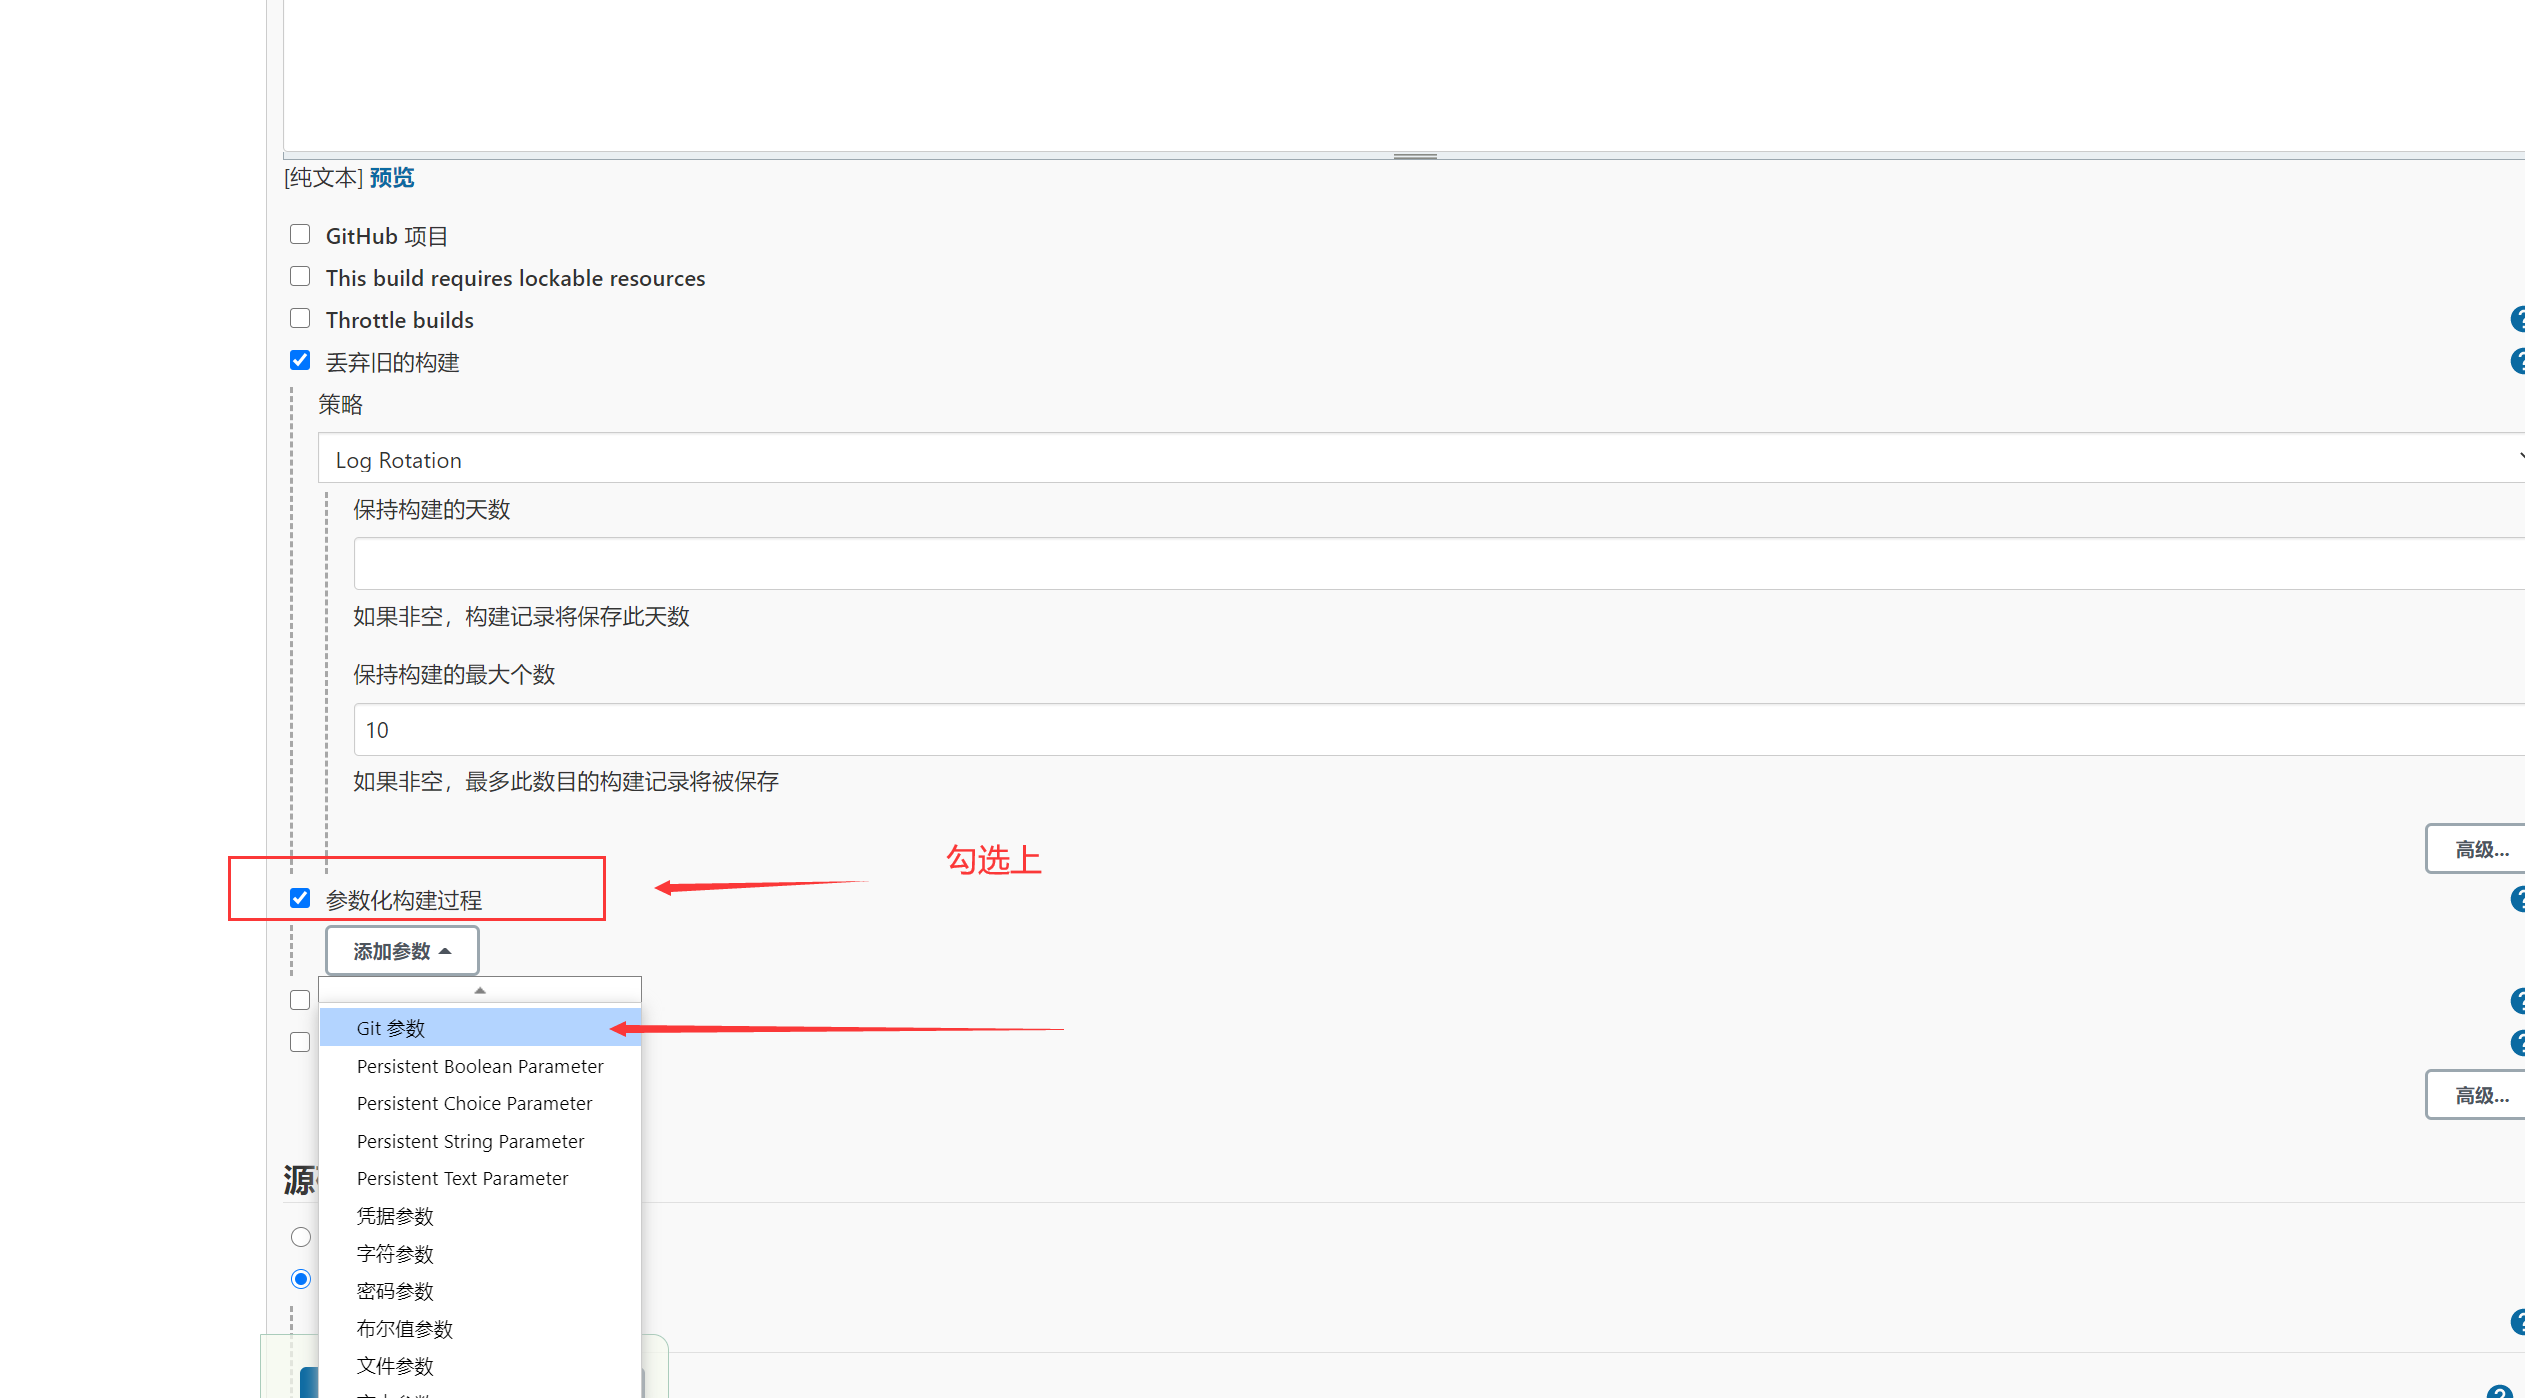 [纯文本] 预览
GitHub 项目
This build requires lockable resources
Throttle builds
丢弃旧的构建
策略
Log Rotation
保持构建的天数
如果非空，构建记录将保存此天数
保持构建的最大个数
10
如果非空，最多此数目的构建记录将被保存
高级...
勾选上
参数化构建过程
添加参数
Git 参数
Persistent Boolean Parameter
Persistent Choice Parameter
高级...
Persistent String Parameter
Persistent Text Parameter
源
凭据参数
字符参数
密码参数
布尔值参数
文件参数